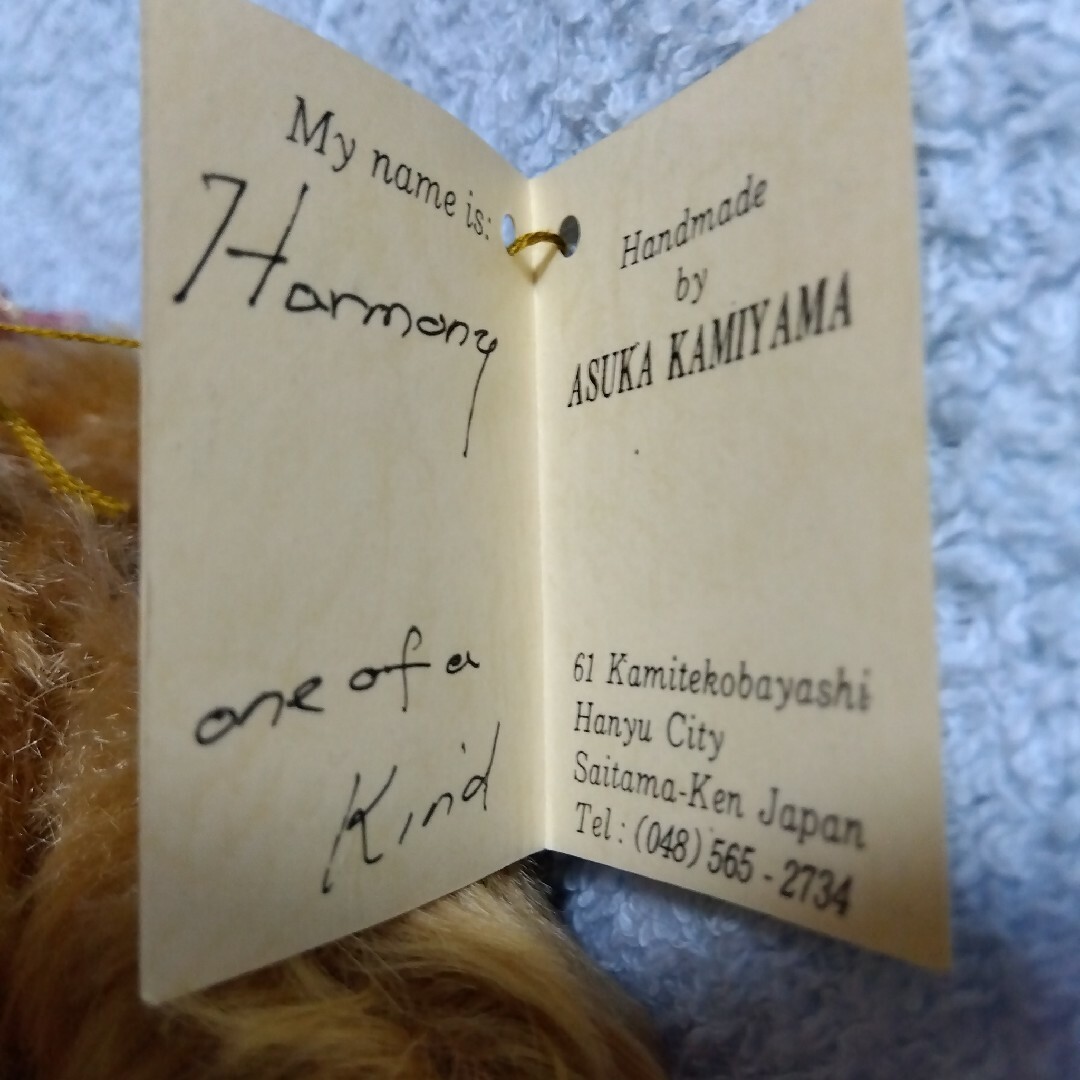 My name is:
Harmony
one of a
Kind
Handmade
by
ASUKA KAMIYAMA
61 Kamitekobayashi
Hanyu City
Saitama-Ken Japan
Tel : (048) 565 - 2734